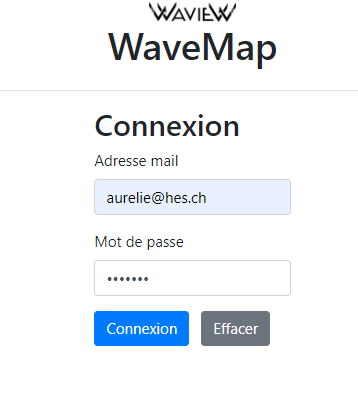 WAVIEW
WaveMap
Connexion
Adresse mail
aurelie@hes.ch
Mot de passe
•••••••
Connexion Effacer